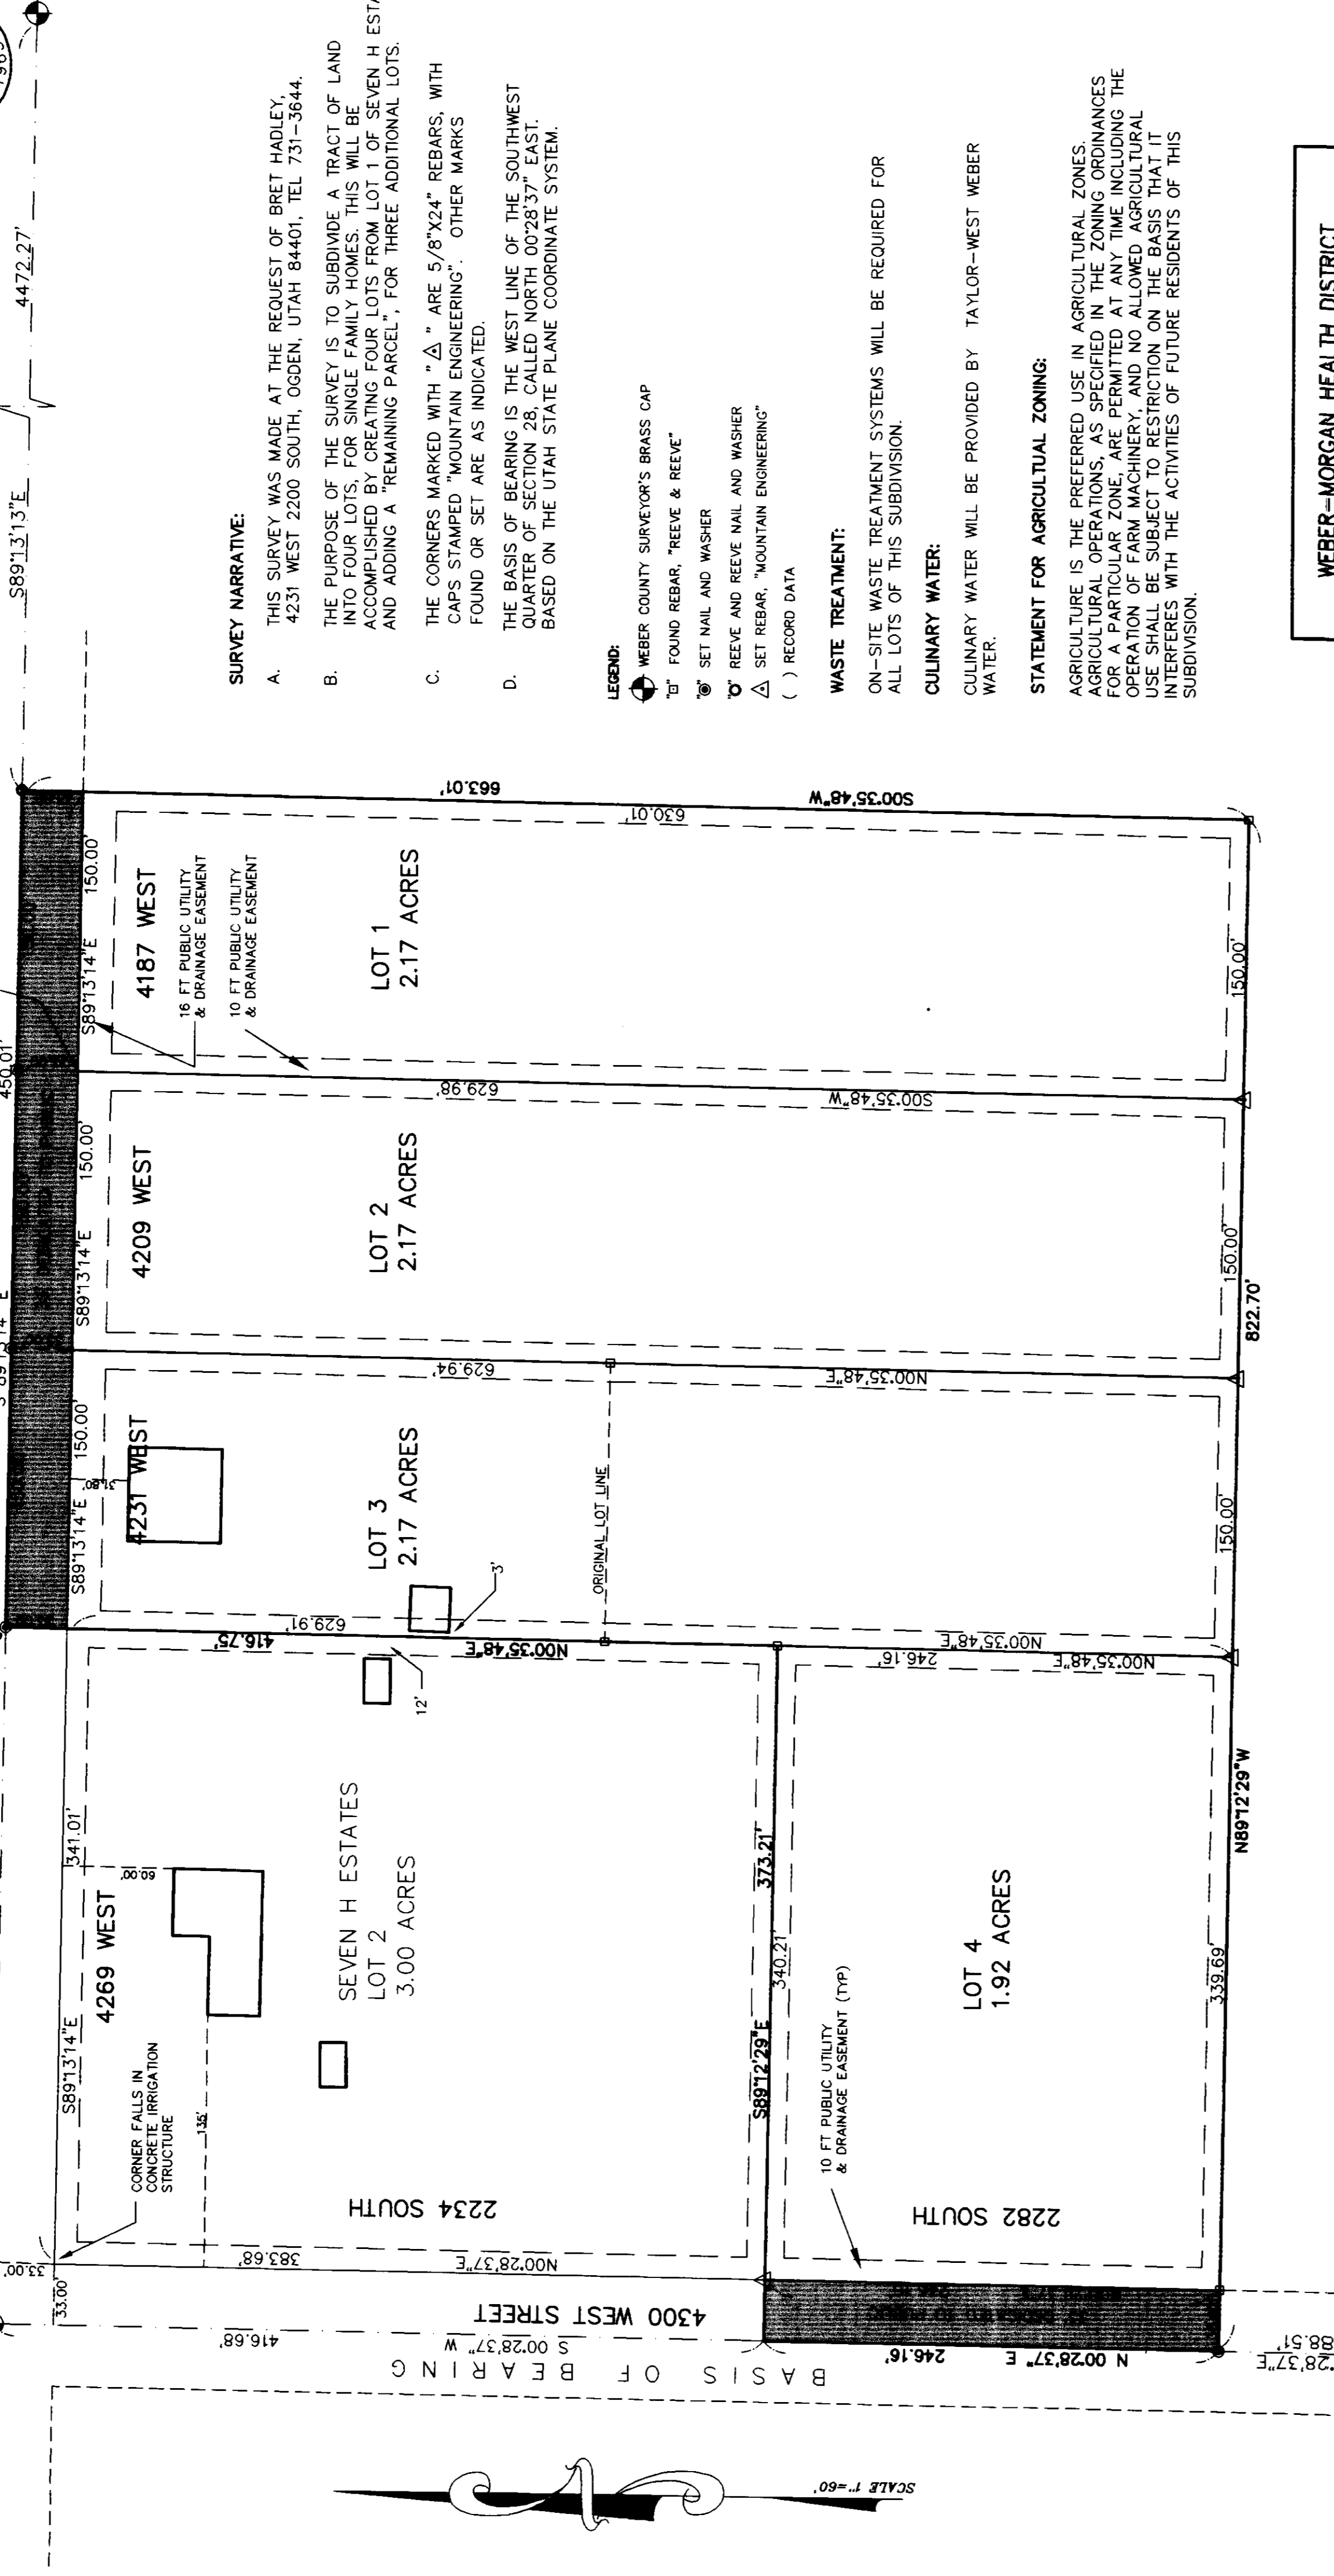 S89°13'13"E
4472.27'
SURVEY NARRATIVE:
A. THIS SURVEY WAS MADE AT THE REQUEST OF BRET HADLEY,
4231 WEST 2200 SOUTH, OGDEN, UTAH 84401, TEL 731-3644.
B. THE PURPOSE OF THE SURVEY IS TO SUBDIVIDE A TRACT OF LAND
INTO FOUR LOTS, FOR SINGLE FAMILY HOMES. THIS WILL BE
ACCOMPLISHED BY CREATING FOUR LOTS FROM LOT 1 OF SEVEN H
AND ADDING A "REMAINING PARCEL", FOR THREE ADDITIONAL LOTS.
C. THE CORNERS MARKED WITH "△" ARE 5/8"X24" REBARS, WITH
CAPS STAMPED "MOUNTAIN ENGINEERING". OTHER MARKS
FOUND OR SET ARE AS INDICATED.
D. THE BASIS OF BEARING IS THE WEST LINE OF THE SOUTHWEST
QUARTER OF SECTION 28, CALLED NORTH 00°28'37" EAST.
BASED ON THE UTAH STATE PLANE COORDINATE SYSTEM.
LEGEND:
WEBER COUNTY SURVEYOR'S BRASS CAP
FOUND REBAR, "REEVE & REEVE"
SET NAIL AND WASHER
REEVE AND REEVE NAIL AND WASHER
SET REBAR, "MOUNTAIN ENGINEERING"
( ) RECORD DATA
WASTE TREATMENT:
ON-SITE WASTE TREATMENT SYSTEMS WILL BE REQUIRED FOR
ALL LOTS OF THIS SUBDIVISION.
CULINARY WATER:
CULINARY WATER WILL BE PROVIDED BY TAYLOR-WEST WEBER
WATER.
STATEMENT FOR AGRICULTUAL ZONING:
AGRICULTURE IS THE PREFERRED USE IN AGRICULTURAL ZONES.
AGRICULTURAL OPERATIONS, AS SPECIFIED IN THE ZONING ORDINANCES
FOR A PARTICULAR ZONE, ARE PERMITTED AT ANY TIME INCLUDING THE
OPERATION OF FARM MACHINERY, AND NO ALLOWED AGRICULTURAL
USE SHALL BE SUBJECT TO RESTRICTION ON THE BASIS THAT IT
INTERFERES WITH THE ACTIVITIES OF FUTURE RESIDENTS OF THIS
SUBDIVISION.
WEBER-MORGAN HEALTH DISTRICT
450.01'
S89°13'14"E
150.00'
4187 WEST
16 FT PUBLIC UTILITY
& DRAINAGE EASEMENT
10 FT PUBLIC UTILITY
& DRAINAGE EASEMENT
LOT 1
2.17 ACRES
663.01'
630.01'
S00°35'48"W
150.00'
S89°13'14"E
150.00'
4209 WEST
LOT 2
2.17 ACRES
629.98'
S00°35'48"W
150.00'
822.70'
S89°13'14"E
150.00'
31.80'
4231 WEST
LOT 3
2.17 ACRES
3'
629.94'
N00°35'48"E
ORIGINAL LOT LINE
150.00'
629.91'
416.75'
N00°35'48"E
N00°35'48"E
246.16'
N00°35'48"E
12'
341.01'
60.00'
4269 WEST
S89°13'14"E
135'
SEVEN H ESTATES
LOT 2
3.00 ACRES
CORNER FALLS IN
CONCRETE IRRIGATION
STRUCTURE
2234 SOUTH
373.21'
340.21'
S89°12'29"E
LOT 4
1.92 ACRES
10 FT PUBLIC UTILITY
& DRAINAGE EASEMENT (TYP)
2282 SOUTH
339.69'
N89°12'29"W
33.00'
33.00'
383.68'
N00°28'37"E
4300 WEST STREET
416.68'
S 00°28'37" W
BASIS OF BEARING
246.16'
N 00°28'37" E
88.51'
28'37"E
SCALE 1"=60'